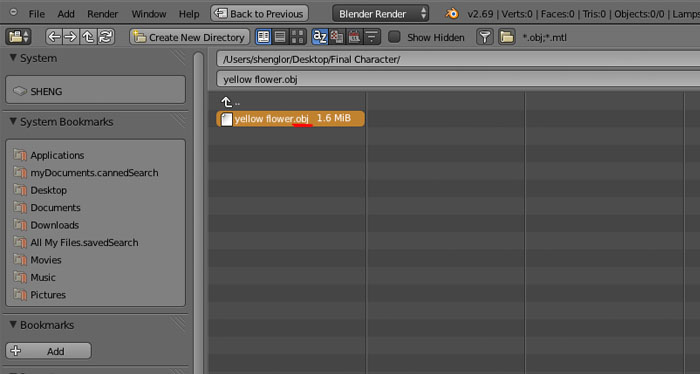 File Add Render Window Help Back to Previous Blender Render v2.69 | Verts:0 | Faces:0 | Tris:0 | Objects:0/0 |
Create New Directory Show Hidden *.obj;*.mtl
System
SHENG
System Bookmarks
Applications
myDocuments.cannedSearch
Desktop
Documents
Downloads
All My Files.savedSearch
Movies
Music
Pictures
Bookmarks
Add
/Users/shenglor/Desktop/Final Character/
yellow flower.obj
..
yellow flower.obj 1.6 MiB